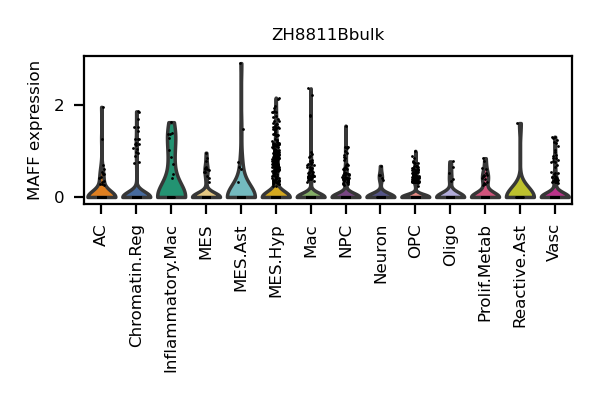 ZH8811Bbulk
MAFF expression
2
0
AC
Chromatin.Reg
Inflammatory.Mac
MES
MES.Ast
MES.Hyp
Mac
NPC
Neuron
OPC
Oligo
Prolif.Metab
Reactive.Ast
Vasc